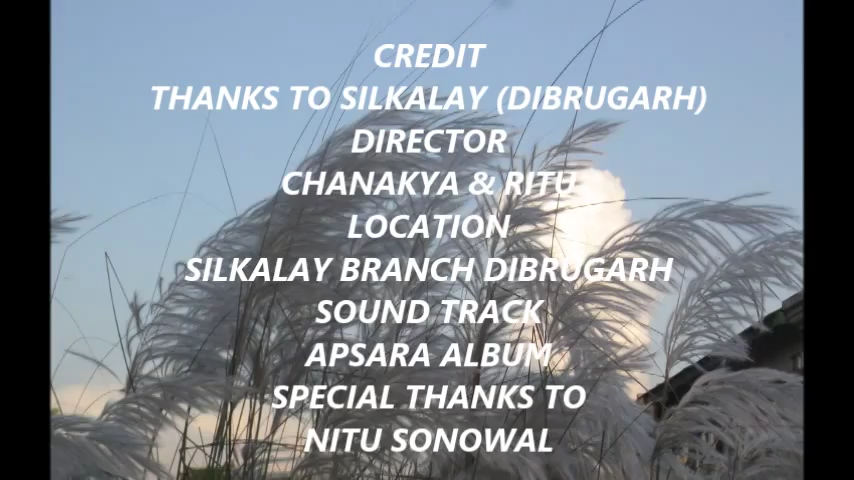 CREDIT
THANKS TO SILKALAY (DIBRUGARH)
DIRECTOR
CHANAKYA & RITU
LOCATION
SILKALAY BRANCH DIBRUGARH
SOUND TRACK
APSARA ALBUM
SPECIAL THANKS TO
NITU SONOWAL